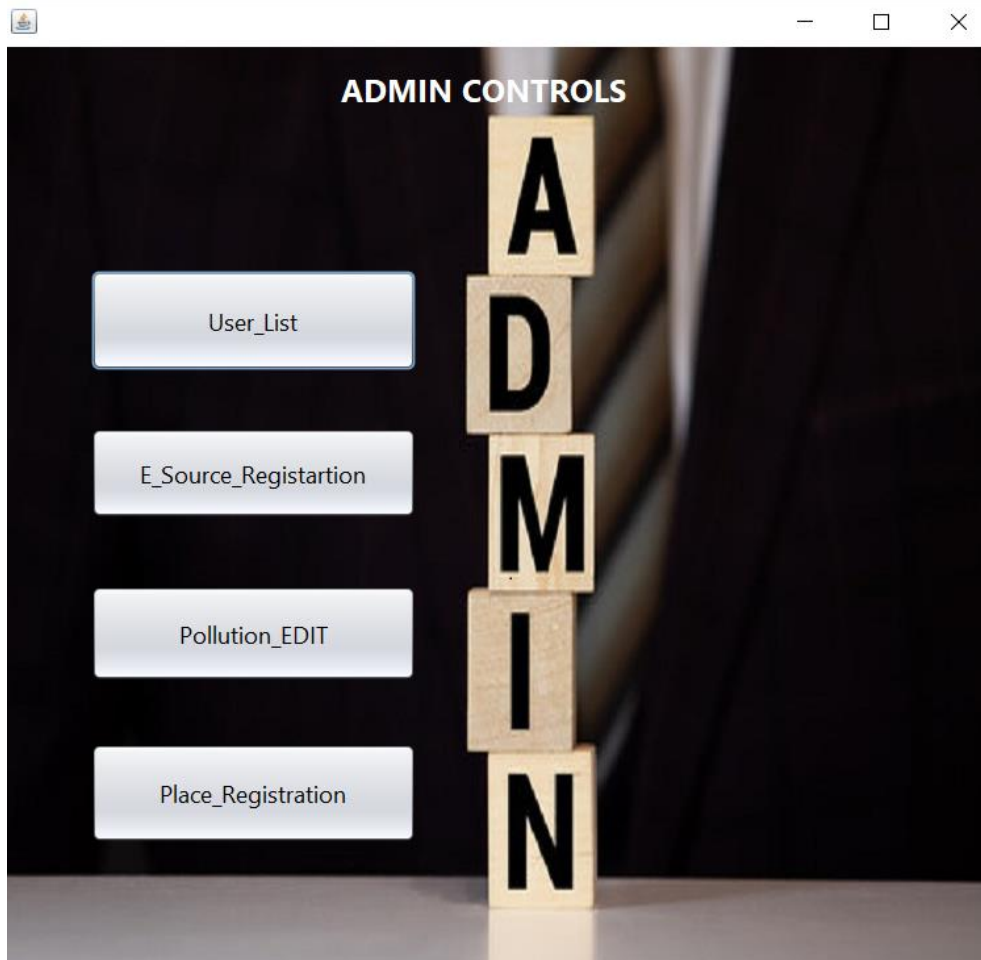 ADMIN CONTROLS
A
D
M
I
N
User_List
E_Source_Registartion
Pollution_EDIT
Place_Registration